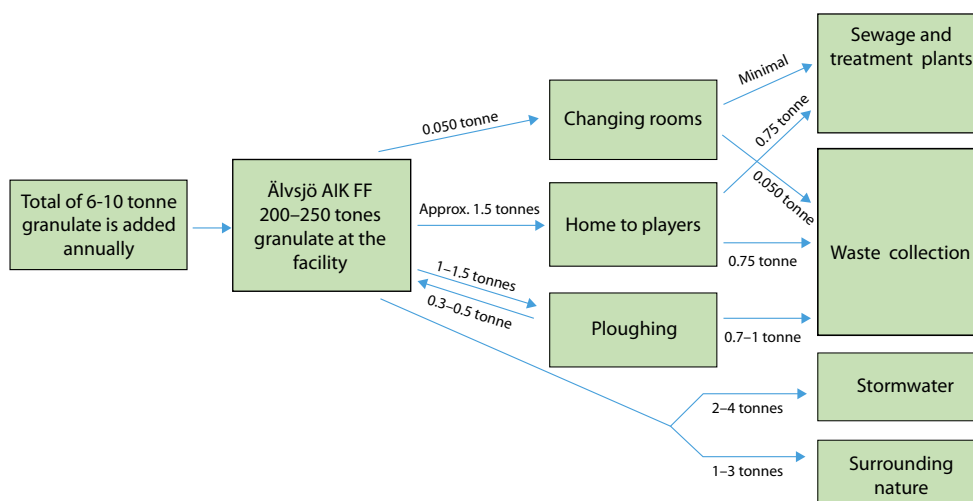 Total of 6-10 tonne
granulate is added
annually
Älvsjö AIK FF
200–250 tones
granulate at the
facility
0.050 tonne
Approx. 1.5 tonnes
1–1.5 tonnes
0.3–0.5 tonne
Changing rooms
Home to players
Ploughing
Minimal
0.75 tonne
0.050 tonne
0.75 tonne
0.7–1 tonne
2–4 tonnes
1–3 tonnes
Sewage and
treatment plants
Waste collection
Stormwater
Surrounding
nature